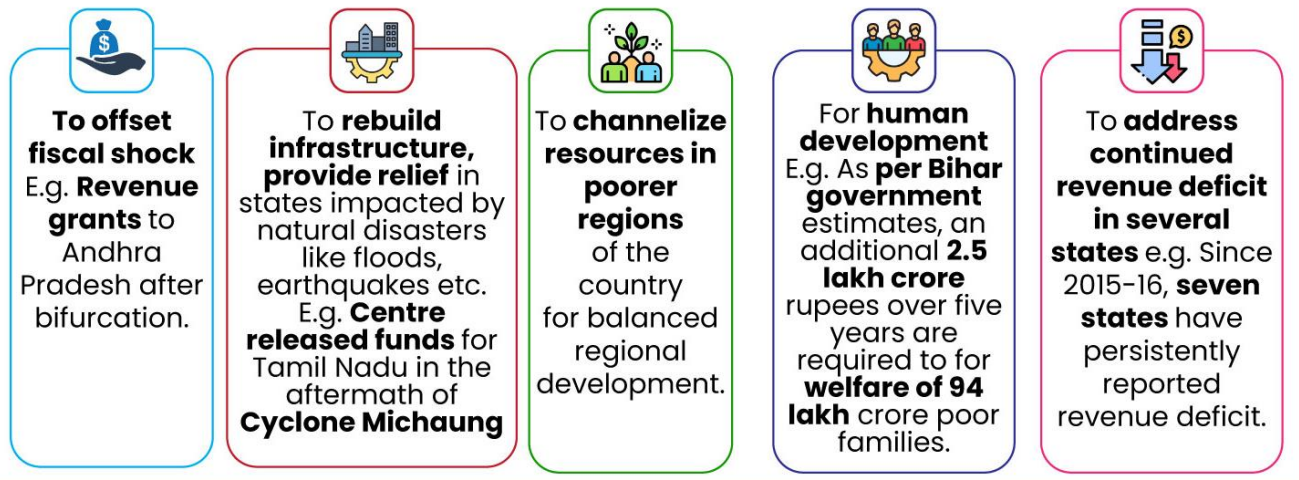 To offset
fiscal shock
E.g. Revenue
grants to
Andhra
Pradesh after
bifurcation.
To rebuild
infrastructure,
provide relief in
states impacted by
natural disasters
like floods,
earthquakes etc.
E.g. Centre
released funds for
Tamil Nadu in the
aftermath of
Cyclone Michaung
To channelize
resources in
poorer
regions
of the
country
for balanced
regional
development.
For human
development
E.g. As per Bihar
government
estimates, an
additional 2.5
lakh crore
rupees over five
years are
required to for
welfare of 94
lakh crore poor
families.
To address
continued
revenue deficit
in several
states e.g. Since
2015-16, seven
states have
persistently
reported
revenue deficit.